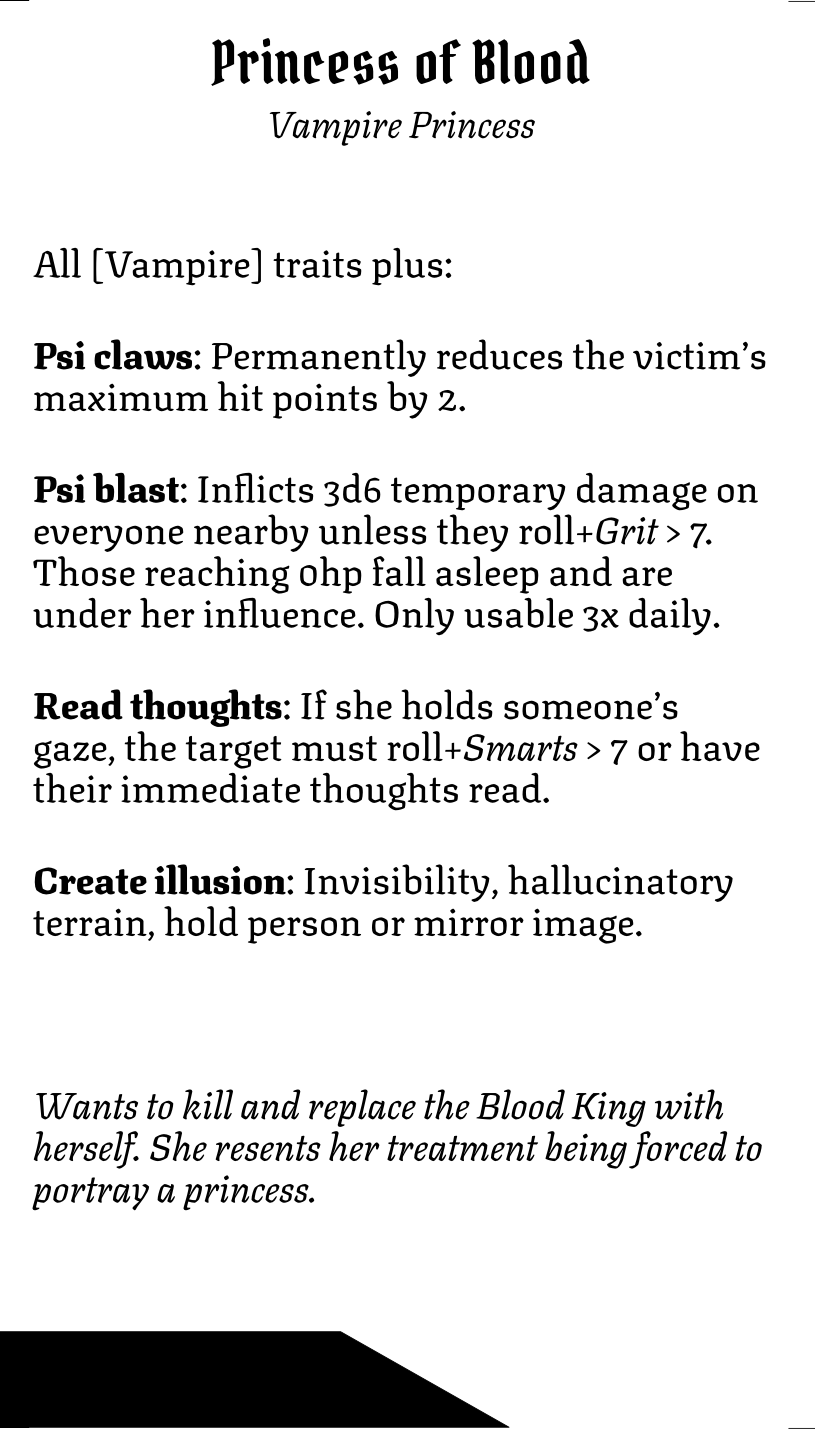 Princess of Blood
Vampire Princess
All [Vampire] traits plus:
Psi claws: Permanently reduces the victim’s
maximum hit points by 2.
Psi blast: Inflicts 3d6 temporary damage on
everyone nearby unless they roll+Grit > 7.
Those reaching 0hp fall asleep and are
under her influence. Only usable 3x daily.
Read thoughts: If she holds someone’s
gaze, the target must roll+Smarts > 7 or have
their immediate thoughts read.
Create illusion: Invisibility, hallucinatory
terrain, hold person or mirror image.
Wants to kill and replace the Blood King with
herself. She resents her treatment being forced to
portray a princess.